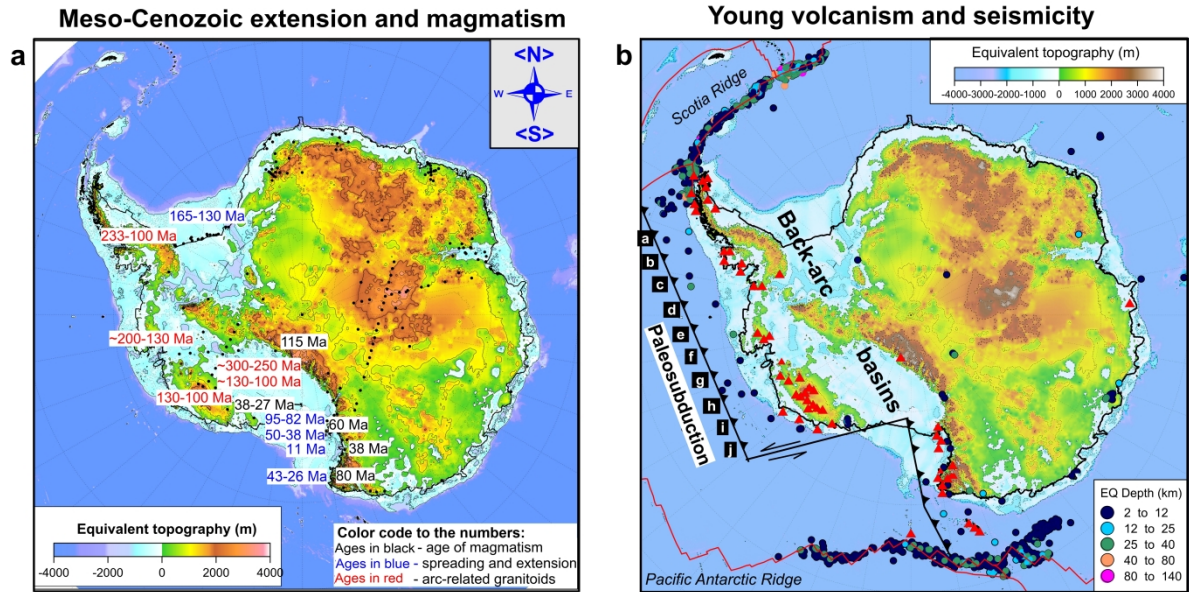 Meso-Cenozoic extension and magmatism
a
<N>
W
E
<S>
165-130 Ma
233-100 Ma
~200-130 Ma
115 Ma
~300-250 Ma
~130-100 Ma
130-100 Ma
38-27 Ma
95-82 Ma
60 Ma
50-38 Ma
11 Ma
38 Ma
43-26 Ma
80 Ma
Equivalent topography (m)
-4000 -2000 0 2000 4000
Color code to the numbers:
Ages in black - age of magmatism
Ages in blue - spreading and extension
Ages in red - arc-related granitoids
Young volcanism and seismicity
b
Equivalent topography (m)
-4000 -3000 -2000 -1000 0 1000 2000 3000 4000
Scotia Ridge
Back-arc
basins
a
b
c
d
e
f
g
h
i
j
Paleosubduction
Pacific Antarctic Ridge
EQ Depth (km)
2 to 12
12 to 25
25 to 40
40 to 80
80 to 140